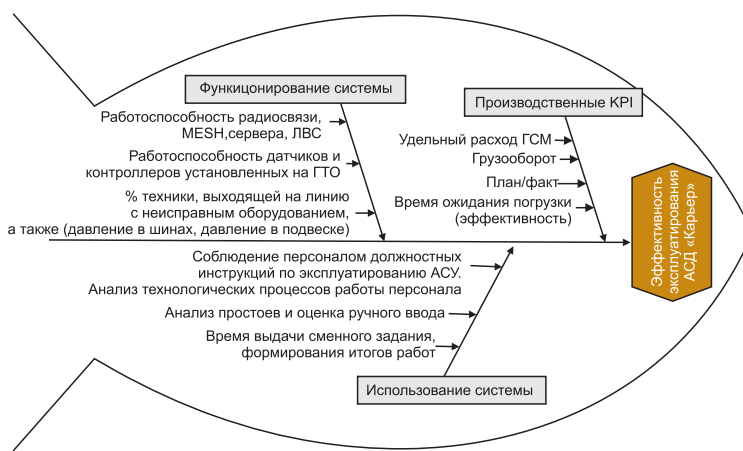 Функицонирование системы
Работоспособность радиосвязи,
MESH,сервера, ЛВС
Работоспособность датчиков и
контроллеров установленных на ГТО
% техники, выходящей на линию
с неисправным оборудованием,
а также (давление в шинах, давление в подвеске)
Производственные KPI
Удельный расход ГСМ
Грузооборот
План/факт
Время ожидания погрузки
(эффективность)
Эффективность
эксплуатирования
АСД «Карьер»
Соблюдение персоналом должностных
инструкций по эксплуатированию АСУ.
Анализ технологических процессов работы персонала
Анализ простоев и оценка ручного ввода
Время выдачи сменного задания,
формирования итогов работ
Использование системы